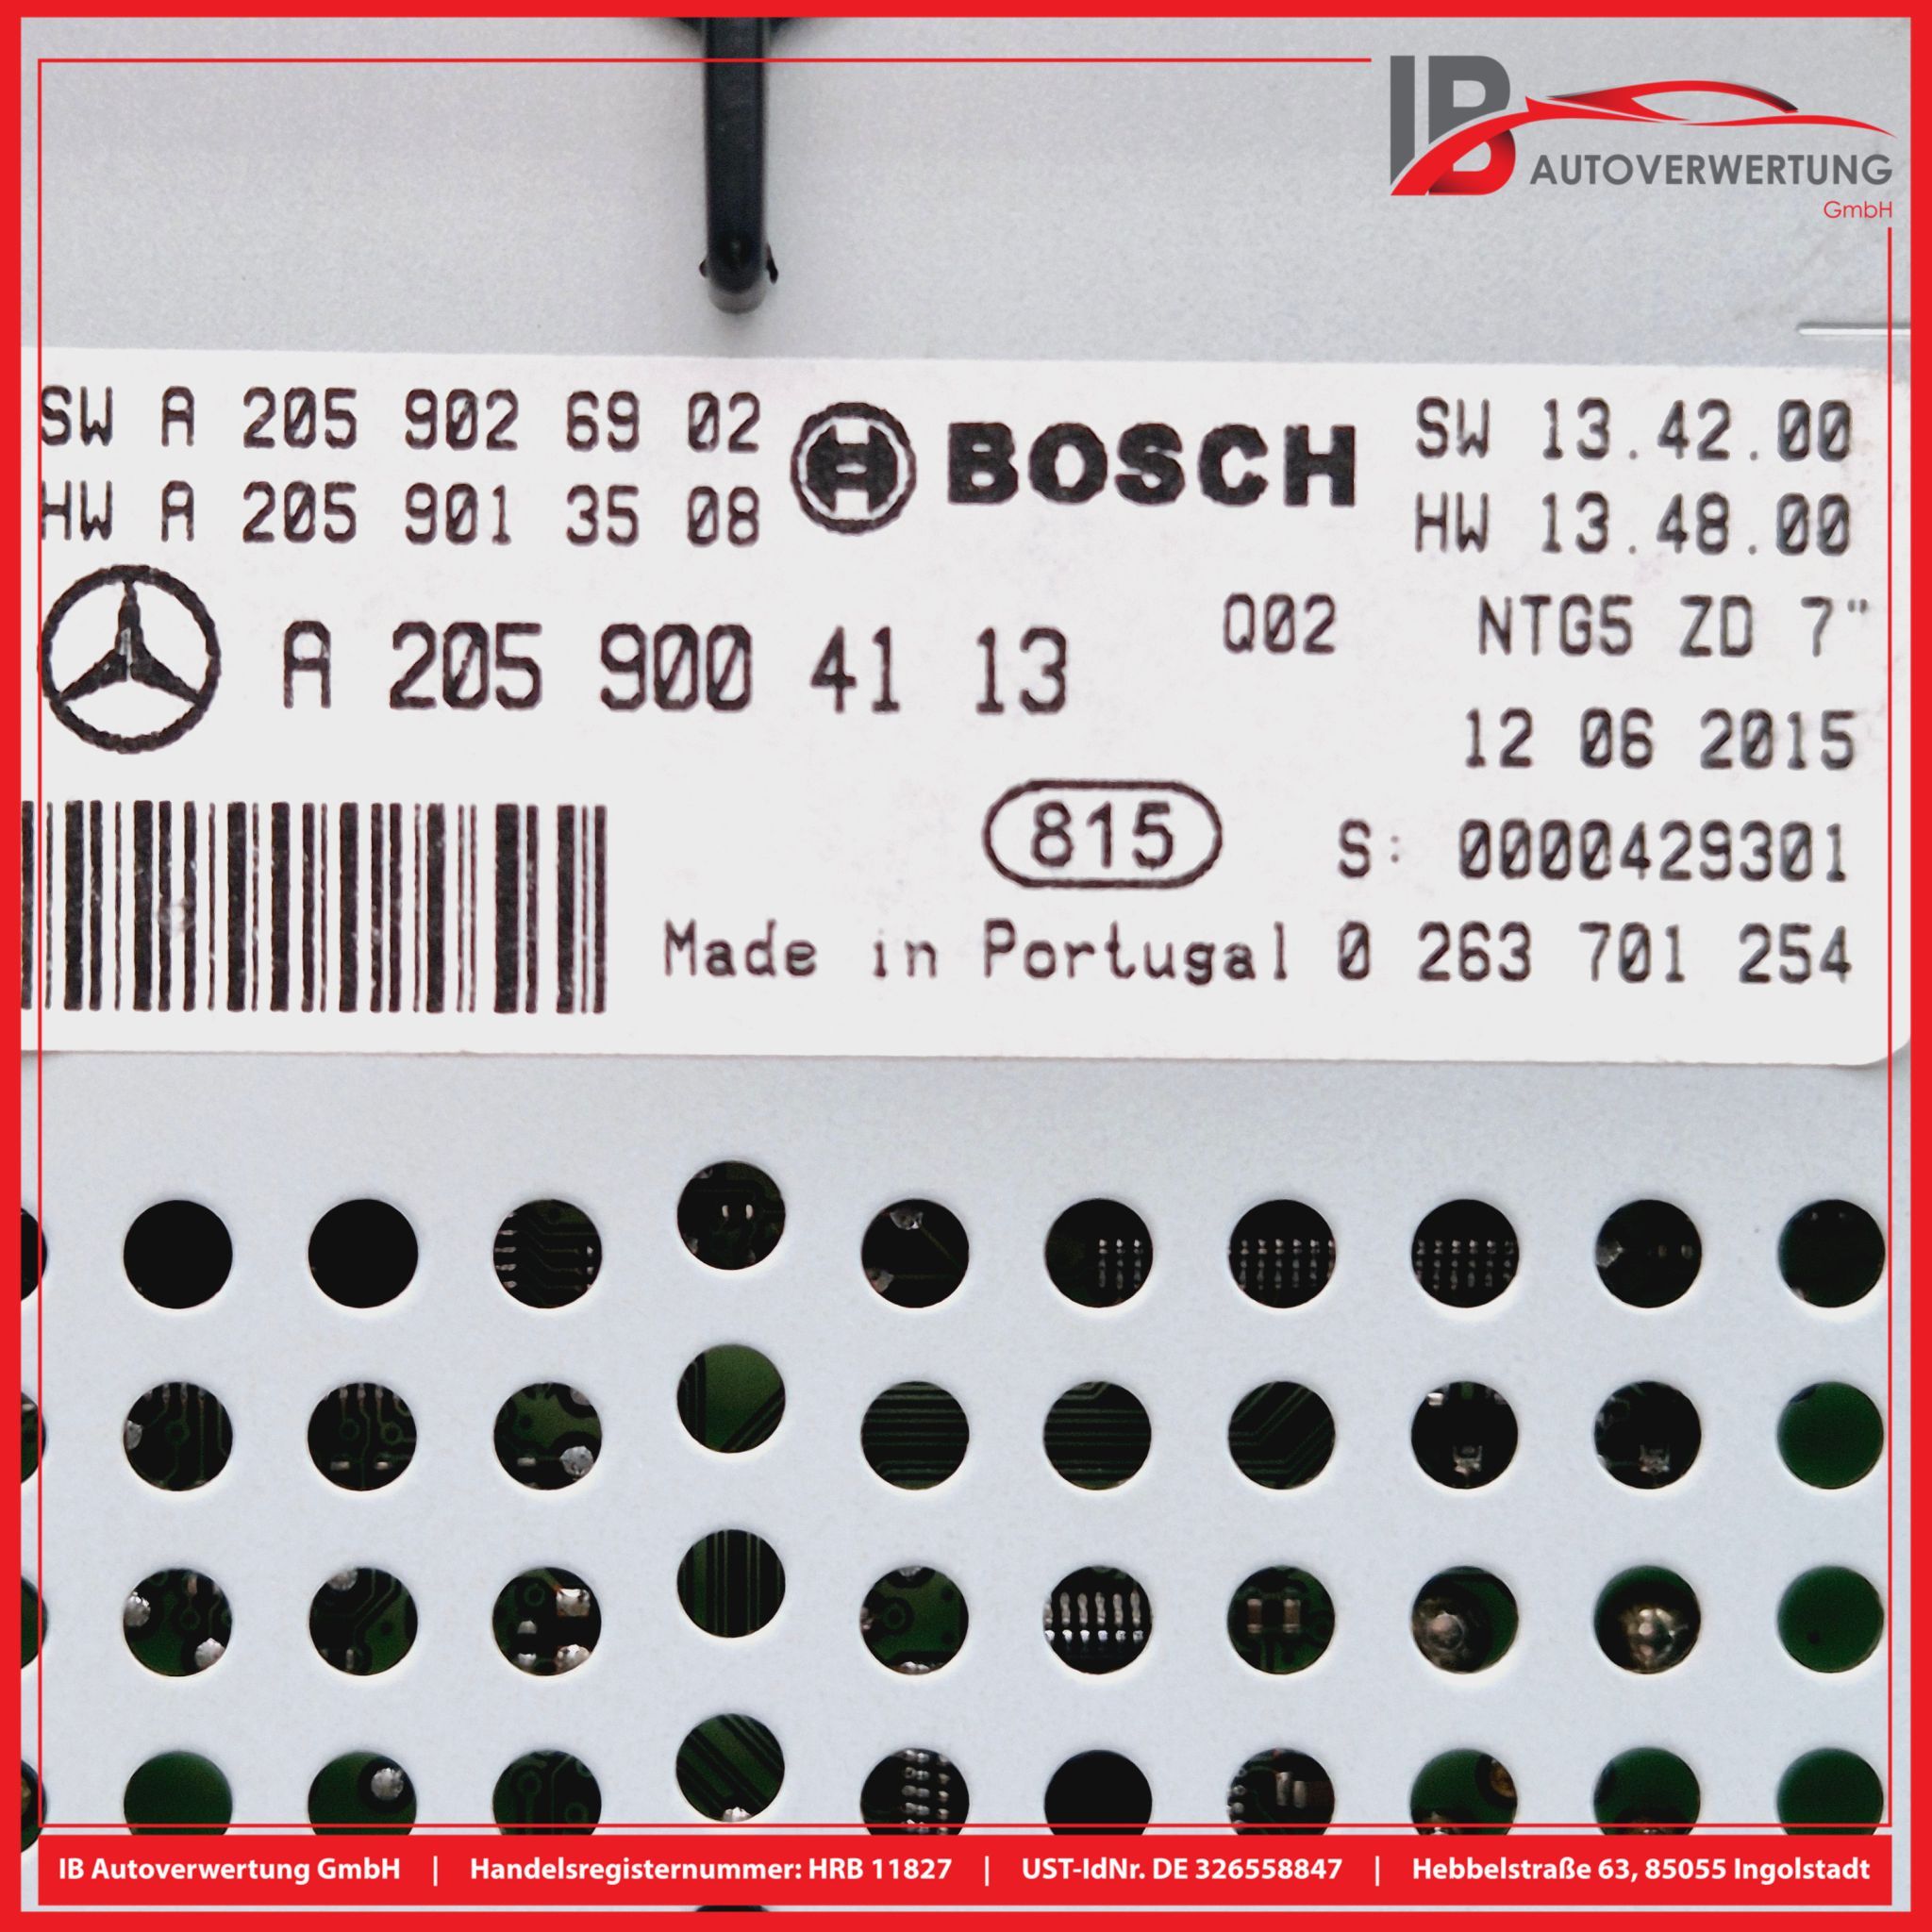 IB AUTOVERWERTUNG
GmbH
SW A 205 902 69 02
HW A 205 901 35 08
BOSCH
SW 13.42.00
HW 13.48.00
A 205 900 41 13
Q02
NTG5 ZD 7"
12 06 2015
815
S: 0000429301
Made in Portugal 0 263 701 254
IB Autoverwertung GmbH | Handelsregisternummer: HRB 11827 | UST-IdNr. DE 326558847 | Hebbelstraße 63, 85055 Ingolstadt